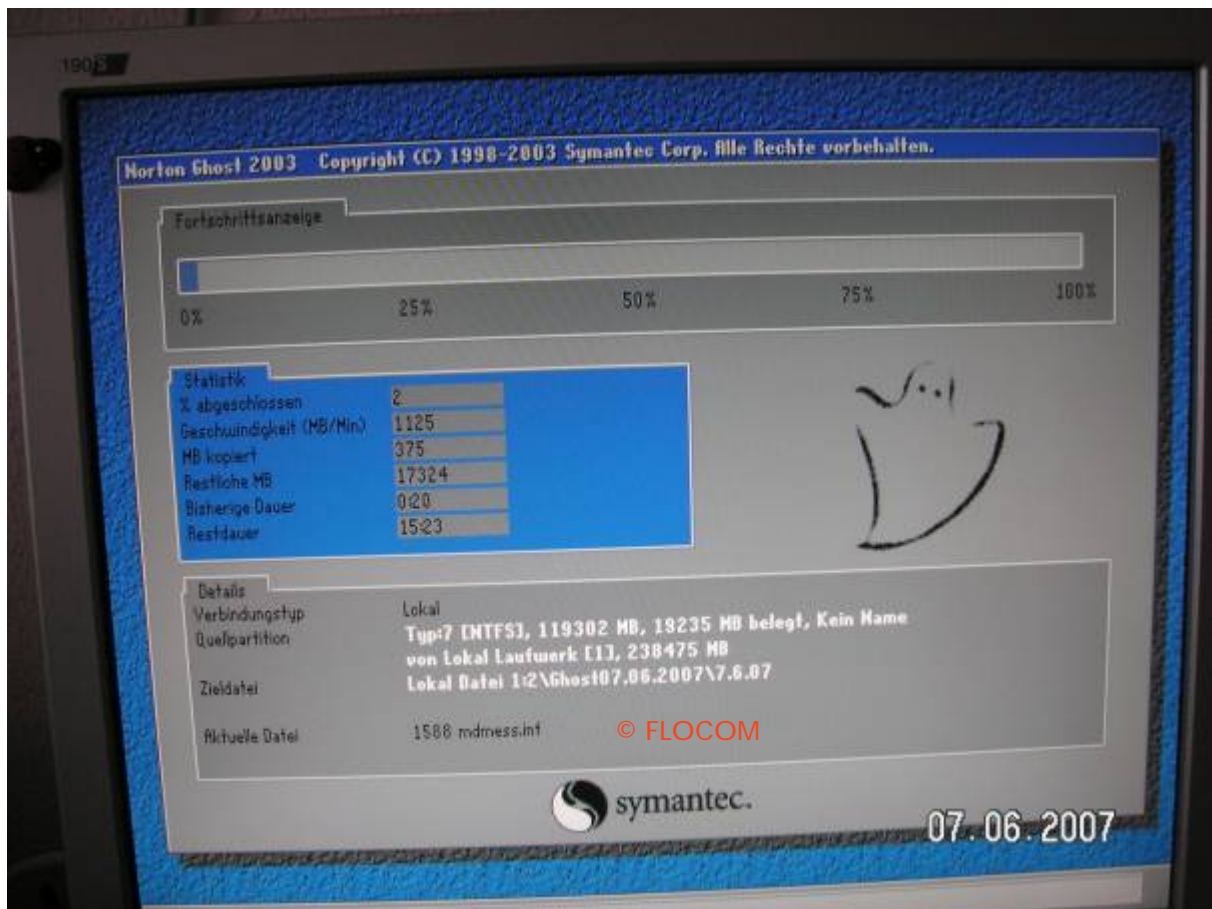 190S
Norton Ghost 2003 Copyright (C) 1998-2003 Symantec Corp. Alle Rechte vorbehalten.
Fortschrittsanzeige
0% 25% 50% 75% 100%
Statistik
% abgeschlossen 2
Geschwindigkeit (MB/Min) 1125
MB kopiert 375
Restliche MB 17324
Bisherige Dauer 0:20
Restdauer 15:23
Details
Verbindungstyp Lokal
Quellpartition Typ:7 [NTFS], 119302 MB, 18235 MB belegt, Kein Name
von Lokal Laufwerk [1], 238475 MB
Zieldatei Lokal Datei 1:2\Ghost07.06.2007\7.6.07
Aktuelle Datei 1588 mdmess.inf
© FLOCOM
symantec.
07.06.2007